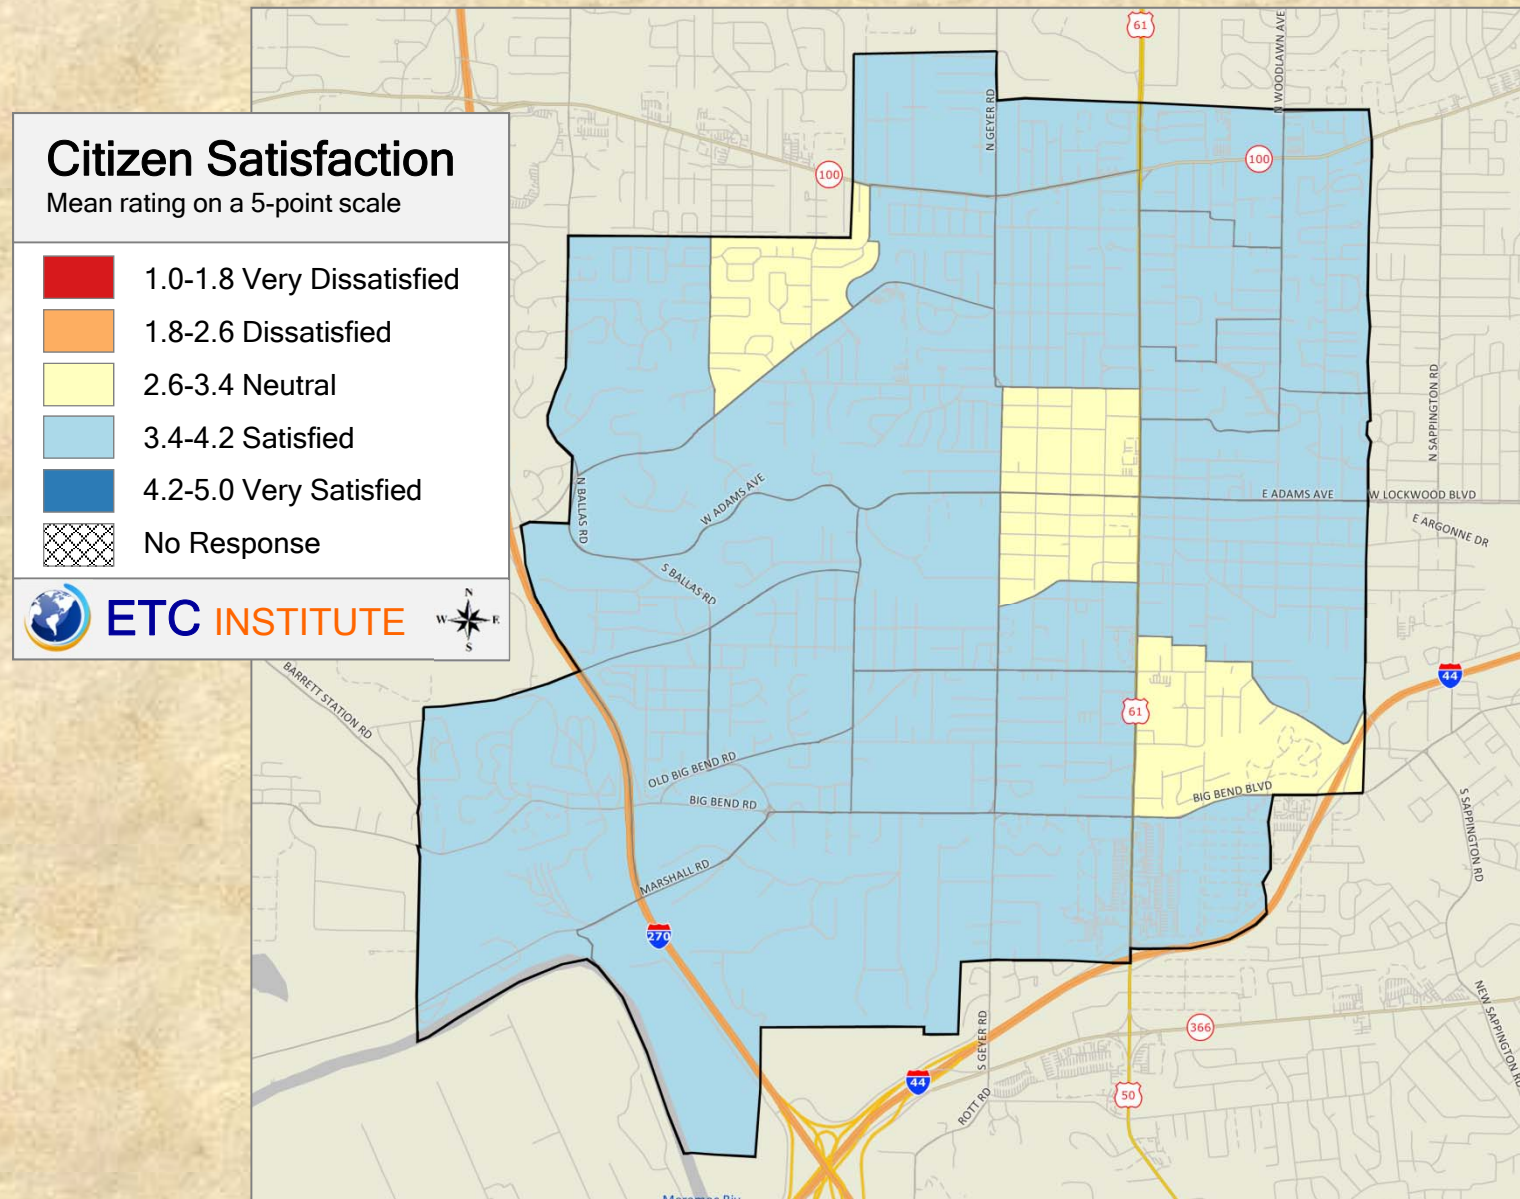 Citizen Satisfaction
Mean rating on a 5-point scale
1.0-1.8 Very Dissatisfied
1.8-2.6 Dissatisfied
2.6-3.4 Neutral
3.4-4.2 Satisfied
4.2-5.0 Very Satisfied
No Response
ETC INSTITUTE
N
W E
S
61
N WOODLAWN AVE
N GEYER RD
100
100
N SAPPINGTON RD
N BALLAS RD
W ADAMS AVE
E ADAMS AVE
W LOCKWOOD BLVD
E ARGONNE DR
S BALLAS RD
BARRETT STATION RD
44
61
OLD BIG BEND RD
BIG BEND RD
BIG BEND BLVD
S SAPPINGTON RD
MARSHALL RD
270
NEW SAPPINGTON RD
S GEYER RD
366
44
50
ROTT RD